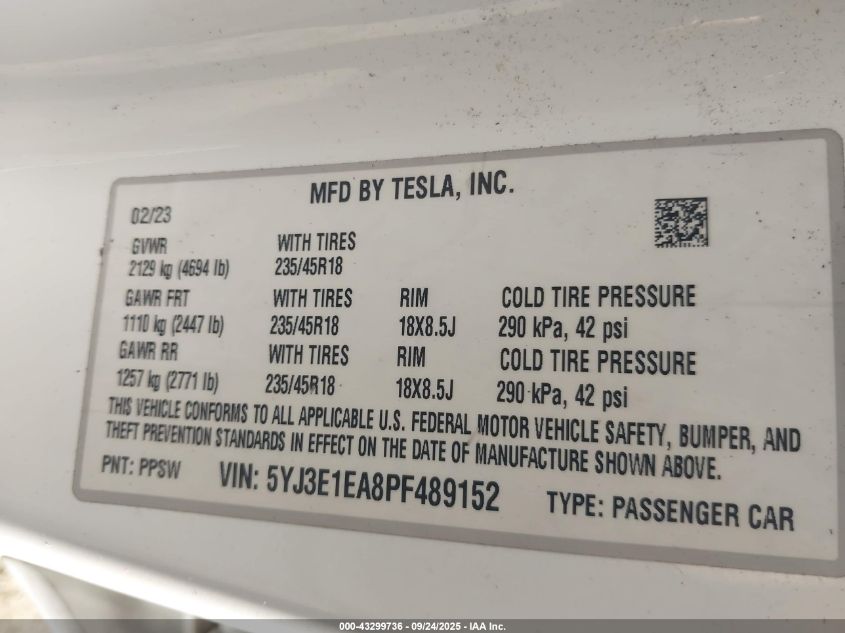 MFD BY TESLA, INC.
02/23
GVWR WITH TIRES
2129 kg (4694 lb) 235/45R18
GAWR FRT WITH TIRES RIM COLD TIRE PRESSURE
1110 kg (2447 lb) 235/45R18 18X8.5J 290 kPa, 42 psi
GAWR RR WITH TIRES RIM COLD TIRE PRESSURE
1257 kg (2771 lb) 235/45R18 18X8.5J 290 kPa, 42 psi
THIS VEHICLE CONFORMS TO ALL APPLICABLE U.S. FEDERAL MOTOR VEHICLE SAFETY, BUMPER, AND
THEFT PREVENTION STANDARDS IN EFFECT ON THE DATE OF MANUFACTURE SHOWN ABOVE.
PNT: PPSW VIN: 5YJ3E1EA8PF489152 TYPE: PASSENGER CAR
000-43299736 - 09/24/2025 - IAA Inc.